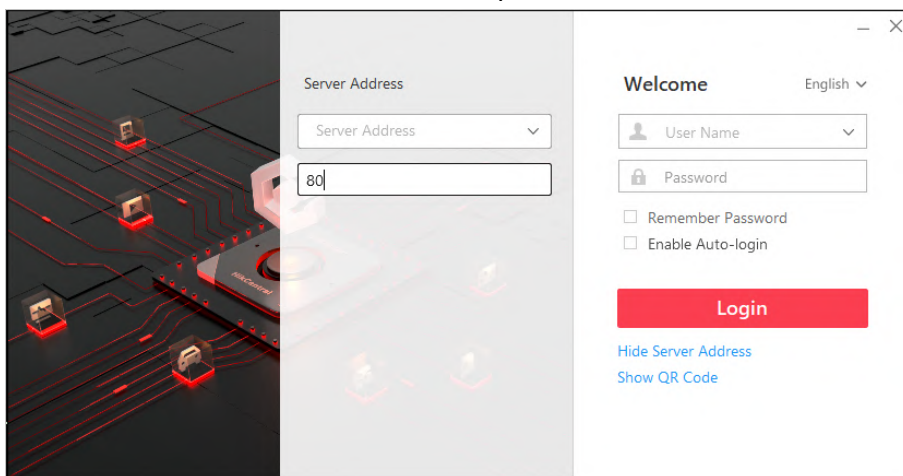 Server Address
Server Address
80
Welcome
English
User Name
Password
Remember Password
Enable Auto-login
Login
Hide Server Address
Show QR Code
HikCentral